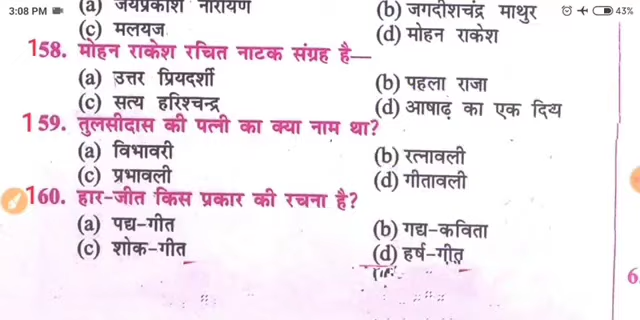 3:08 PM 43%
(a) जयप्रकाश नारायण (b) जगदीशचंद्र माथुर
(c) मलयज (d) मोहन राकेश
158. मोहन राकेश रचित नाटक संग्रह है—
(a) उत्तर प्रियदर्शी (b) पहला राजा
(c) सत्य हरिश्चन्द्र (d) आषाढ़ का एक दिय
159. तुलसीदास की पत्नी का क्या नाम था?
(a) विभावरी (b) रत्नावली
(c) प्रभावली (d) गीतावली
160. हार-जीत किस प्रकार की रचना है?
(a) पद्य-गीत (b) गद्य-कविता
(c) शोक-गीत (d) हर्ष-गीत
6